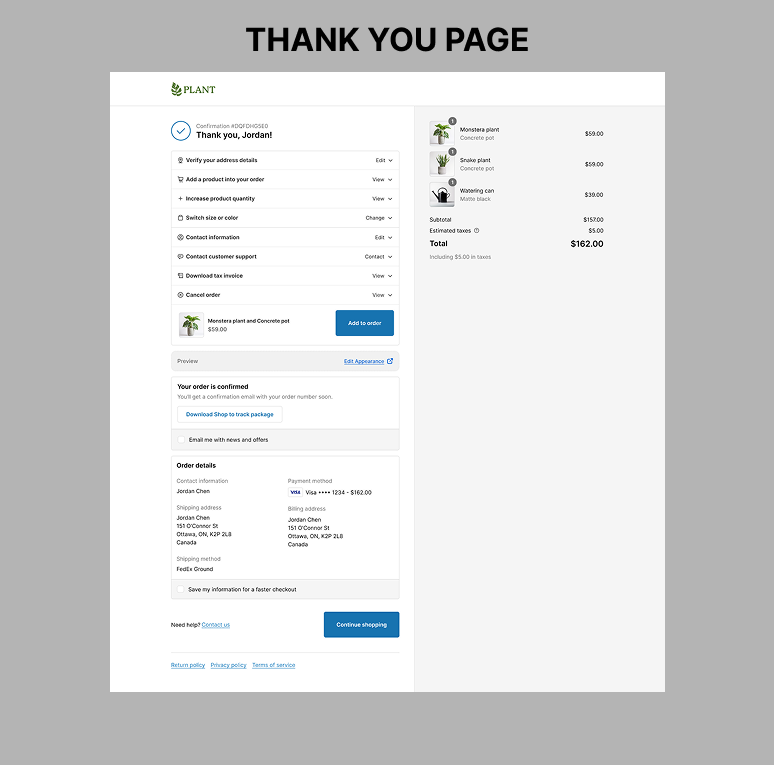 THANK YOU PAGE
PLANT
Confirmation #DQFDHGSE0
Thank you, Jordan!
Verify your address details Edit
Add a product into your order View
Increase product quantity View
Switch size or color Change
Contact information Edit
Contact customer support Contact
Download tax invoice View
Cancel order View
Monstera plant and Concrete pot
$59.00
Add to order
Preview Edit Appearance
Your order is confirmed
You'll get a confirmation email with your order number soon.
Download Shop to track package
Email me with news and offers
Order details
Contact information
Jordan Chen
Payment method
VISA Visa •••• 1234 - $162.00
Shipping address
Jordan Chen
151 O'Connor St
Ottawa, ON, K2P 2L8
Canada
Billing address
Jordan Chen
151 O'Connor St
Ottawa, ON, K2P 2L8
Canada
Shipping method
FedEx Ground
Save my information for a faster checkout
Need help? Contact us
Continue shopping
Return policy Privacy policy Terms of service
1
Monstera plant
Concrete pot
$59.00
1
Snake plant
Concrete pot
$59.00
1
Watering can
Matte black
$39.00
Subtotal $157.00
Estimated taxes $5.00
Total $162.00
Including $5.00 in taxes